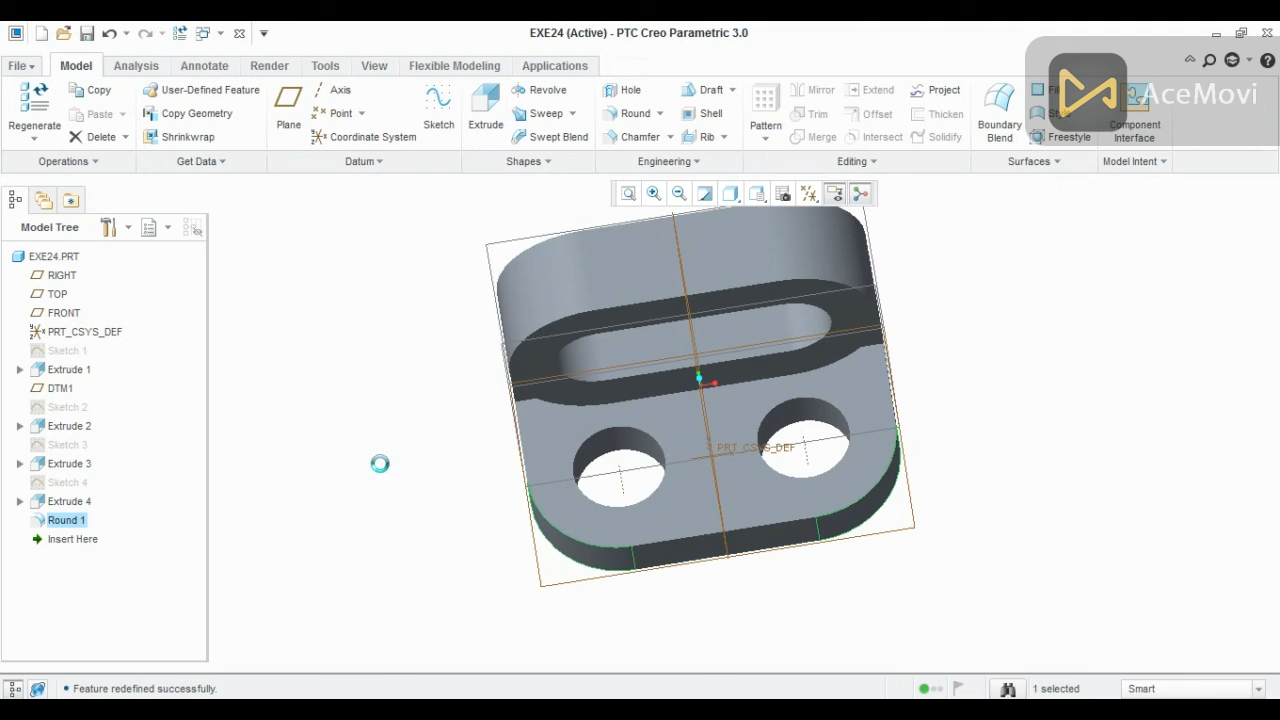 EXE24 (Active) - PTC Creo Parametric 3.0
File Model Analysis Annotate Render Tools View Flexible Modeling Applications
AceMovi
Regenerate
Copy
Paste
Delete
User-Defined Feature
Copy Geometry
Shrinkwrap
Plane
Axis
Point
Coordinate System
Sketch
Extrude
Revolve
Sweep
Swept Blend
Hole
Round
Chamfer
Draft
Shell
Rib
Pattern
Mirror
Trim
Merge
Extend
Offset
Intersect
Project
Thicken
Solidify
Boundary
Blend
Freestyle
Component
Interface
Operations Get Data Datum Shapes Engineering Editing Surfaces Model Intent
Model Tree
EXE24.PRT
RIGHT
TOP
FRONT
PRT_CSYS_DEF
Sketch 1
Extrude 1
DTM1
Sketch 2
Extrude 2
Sketch 3
Extrude 3
Sketch 4
Extrude 4
Round 1
Insert Here
PRT_CSYS_DEF
Feature redefined successfully.
1 selected
Smart